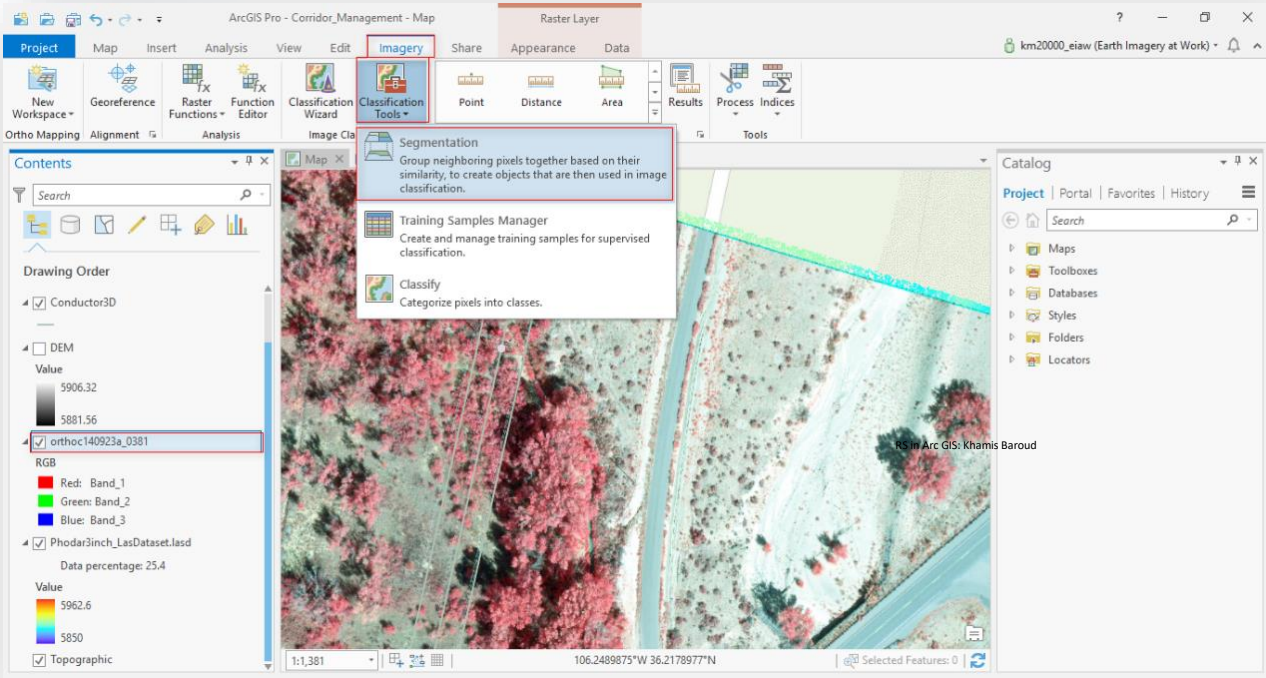 ArcGIS Pro - Corridor_Management - Map
Raster Layer
?
Project Map Insert Analysis View Edit Imagery Share Appearance Data
km20000_eiaw (Earth Imagery at Work)
New Workspace
Georeference
Raster Functions
Function Editor
Classification Wizard
Classification Tools
Point
Distance
Area
Results
Process
Indices
Ortho Mapping
Alignment
Analysis
Image Cla
Tools
Segmentation
Group neighboring pixels together based on their
similarity, to create objects that are then used in image
classification.
Training Samples Manager
Create and manage training samples for supervised
classification.
Classify
Categorize pixels into classes.
Contents
Search
Drawing Order
Conductor3D
DEM
Value
5906.32
5881.56
orthoc140923a_0381
RGB
Red: Band_1
Green: Band_2
Blue: Band_3
Phodar3inch_LasDataset.lasd
Data percentage: 25.4
Value
5962.6
5850
Topographic
Map
1:1,381
106.2489875°W 36.2178977°N
Selected Features: 0
RS in Arc GIS: Khamis Baroud
Catalog
Project | Portal | Favorites | History
Search
Maps
Toolboxes
Databases
Styles
Folders
Locators